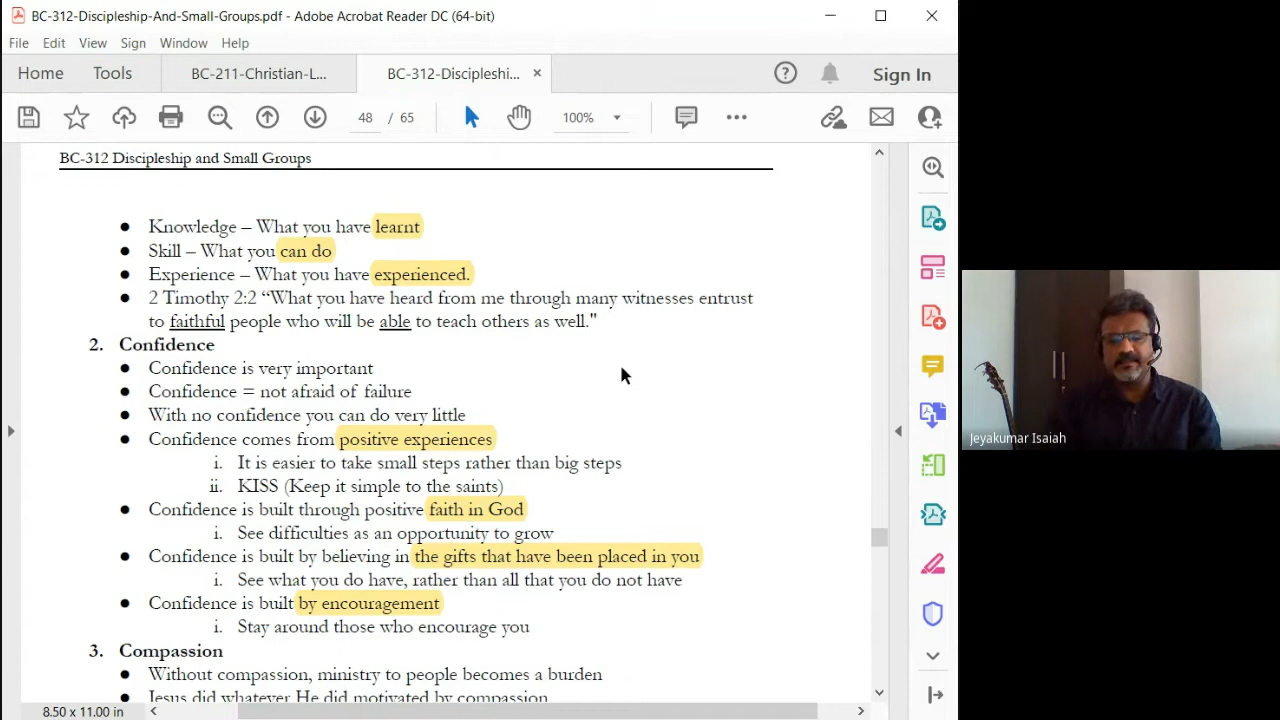 BC-312-Discipleship-And-Small-Groups.pdf - Adobe Acrobat Reader DC (64-bit)
File Edit View Sign Window Help
Home Tools BC-211-Christian-L... BC-312-Discipleshi... × Sign In
48 / 65 100%
BC-312 Discipleship and Small Groups
● Knowledge – What you have learnt
● Skill – What you can do
● Experience – What you have experienced.
● 2 Timothy 2:2 “What you have heard from me through many witnesses entrust
to faithful people who will be able to teach others as well."
2. Confidence
● Confidence is very important
● Confidence = not afraid of failure
● With no confidence you can do very little
● Confidence comes from positive experiences
i. It is easier to take small steps rather than big steps
ii. KISS (Keep it simple to the saints)
● Confidence is built through positive faith in God
i. See difficulties as an opportunity to grow
● Confidence is built by believing in the gifts that have been placed in you
i. See what you do have, rather than all that you do not have
● Confidence is built by encouragement
i. Stay around those who encourage you
3. Compassion
● Without compassion, ministry to people becomes a burden
● Jesus did whatever He did motivated by compassion
8.50 x 11.00 in
Jeyakumar Isaiah